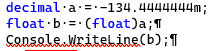 decimal·a·=·-134.4444444m;
float·b·=·(float)a;¶
Console.WriteLine(b);¶